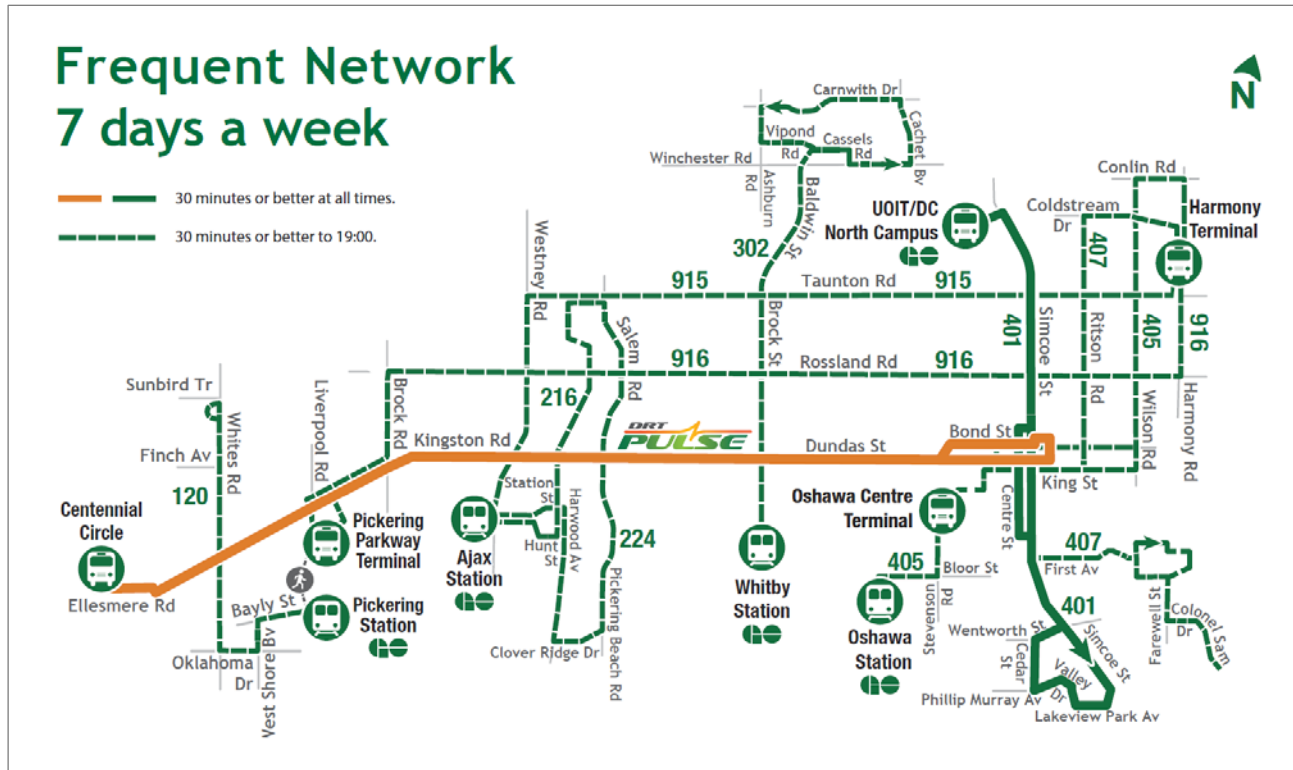 Frequent Network
7 days a week
N
30 minutes or better at all times.
30 minutes or better to 19:00.
Carnwith Dr
Cachet
Bv
Vipond
Rd
Cassels
Rd
Winchester Rd
Ashburn
Rd
Baldwin St
302
UOIT/DC
North Campus
Conlin Rd
Coldstream
Dr
Harmony
Terminal
407
Westney
Rd
915
Taunton Rd
915
Salem
Rd
Brock St
401
Simcoe
St
Ritson
Rd
405
916
916
Rossland Rd
916
Sunbird Tr
Liverpool Rd
Brock Rd
216
Wilson Rd
Harmony Rd
Whites Rd
Finch Av
120
Kingston Rd
DRT
PULSE
Dundas St
Bond St
King St
Centennial
Circle
Pickering
Parkway
Terminal
Station
St
Harwood Av
Hunt
St
Ajax
Station
224
Oshawa Centre
Terminal
Centre St
407
First Av
Ellesmere Rd
Bayly St
Pickering
Station
Pickering Beach Rd
Whitby
Station
405
Bloor St
Stevenson
Rd
Oshawa
Station
401
Wentworth St
Simcoe St
Cedar
St
Valley
Dr
Farewell St
Colonel Sam
Dr
Oklahoma
Dr
Vest Shore Bv
Clover Ridge Dr
Phillip Murray Av
Lakeview Park Av